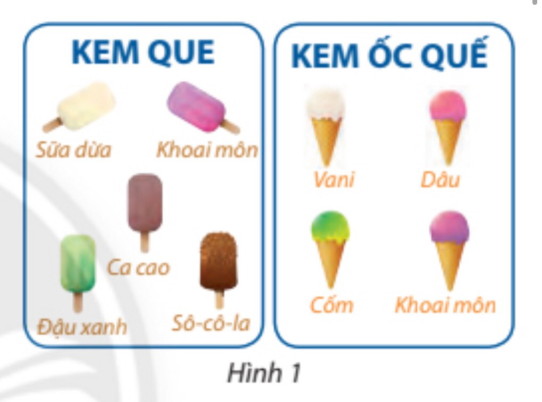 KEM QUE
Sữa dừa
Khoai môn
Ca cao
Đậu xanh
Sô-cô-la
KEM ỐC QUẾ
Vani
Dâu
Cốm
Khoai môn
Hình 1